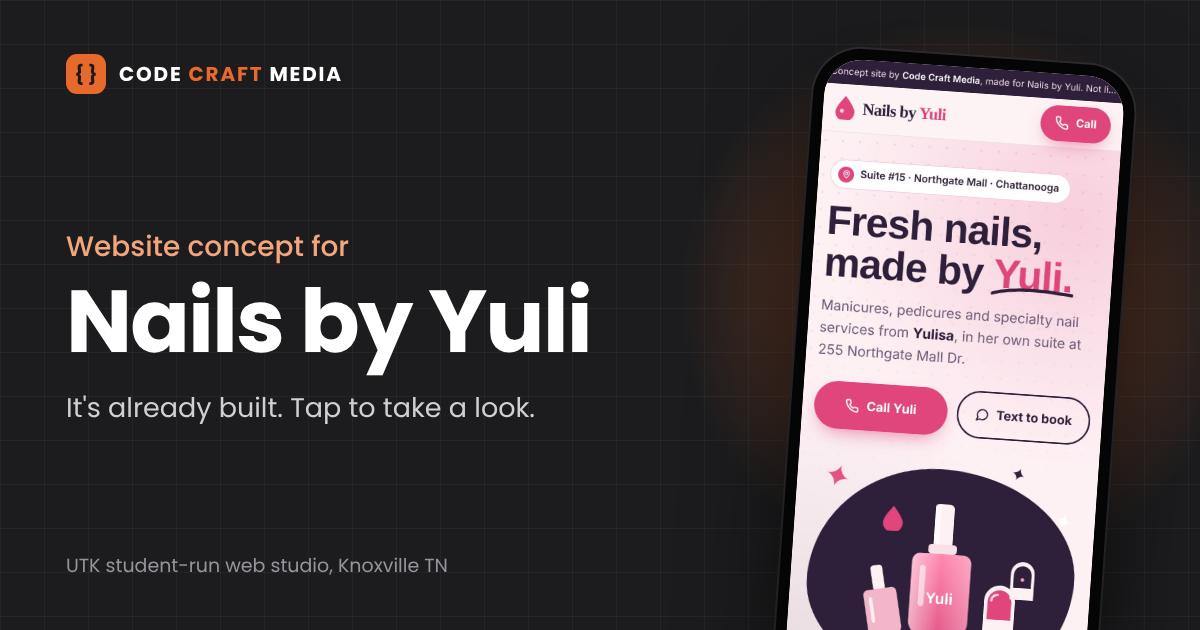 { }
CODE CRAFT MEDIA
Website concept for
Nails by Yuli
It's already built. Tap to take a look.
UTK student-run web studio, Knoxville TN
Concept site by Code Craft Media, made for Nails by Yuli. Not li...
Nails by Yuli
Call
Suite #15 · Northgate Mall · Chattanooga
Fresh nails,
made by Yuli.
Manicures, pedicures and specialty nail
services from Yulisa, in her own suite at
255 Northgate Mall Dr.
Call Yuli
Text to book
Yuli